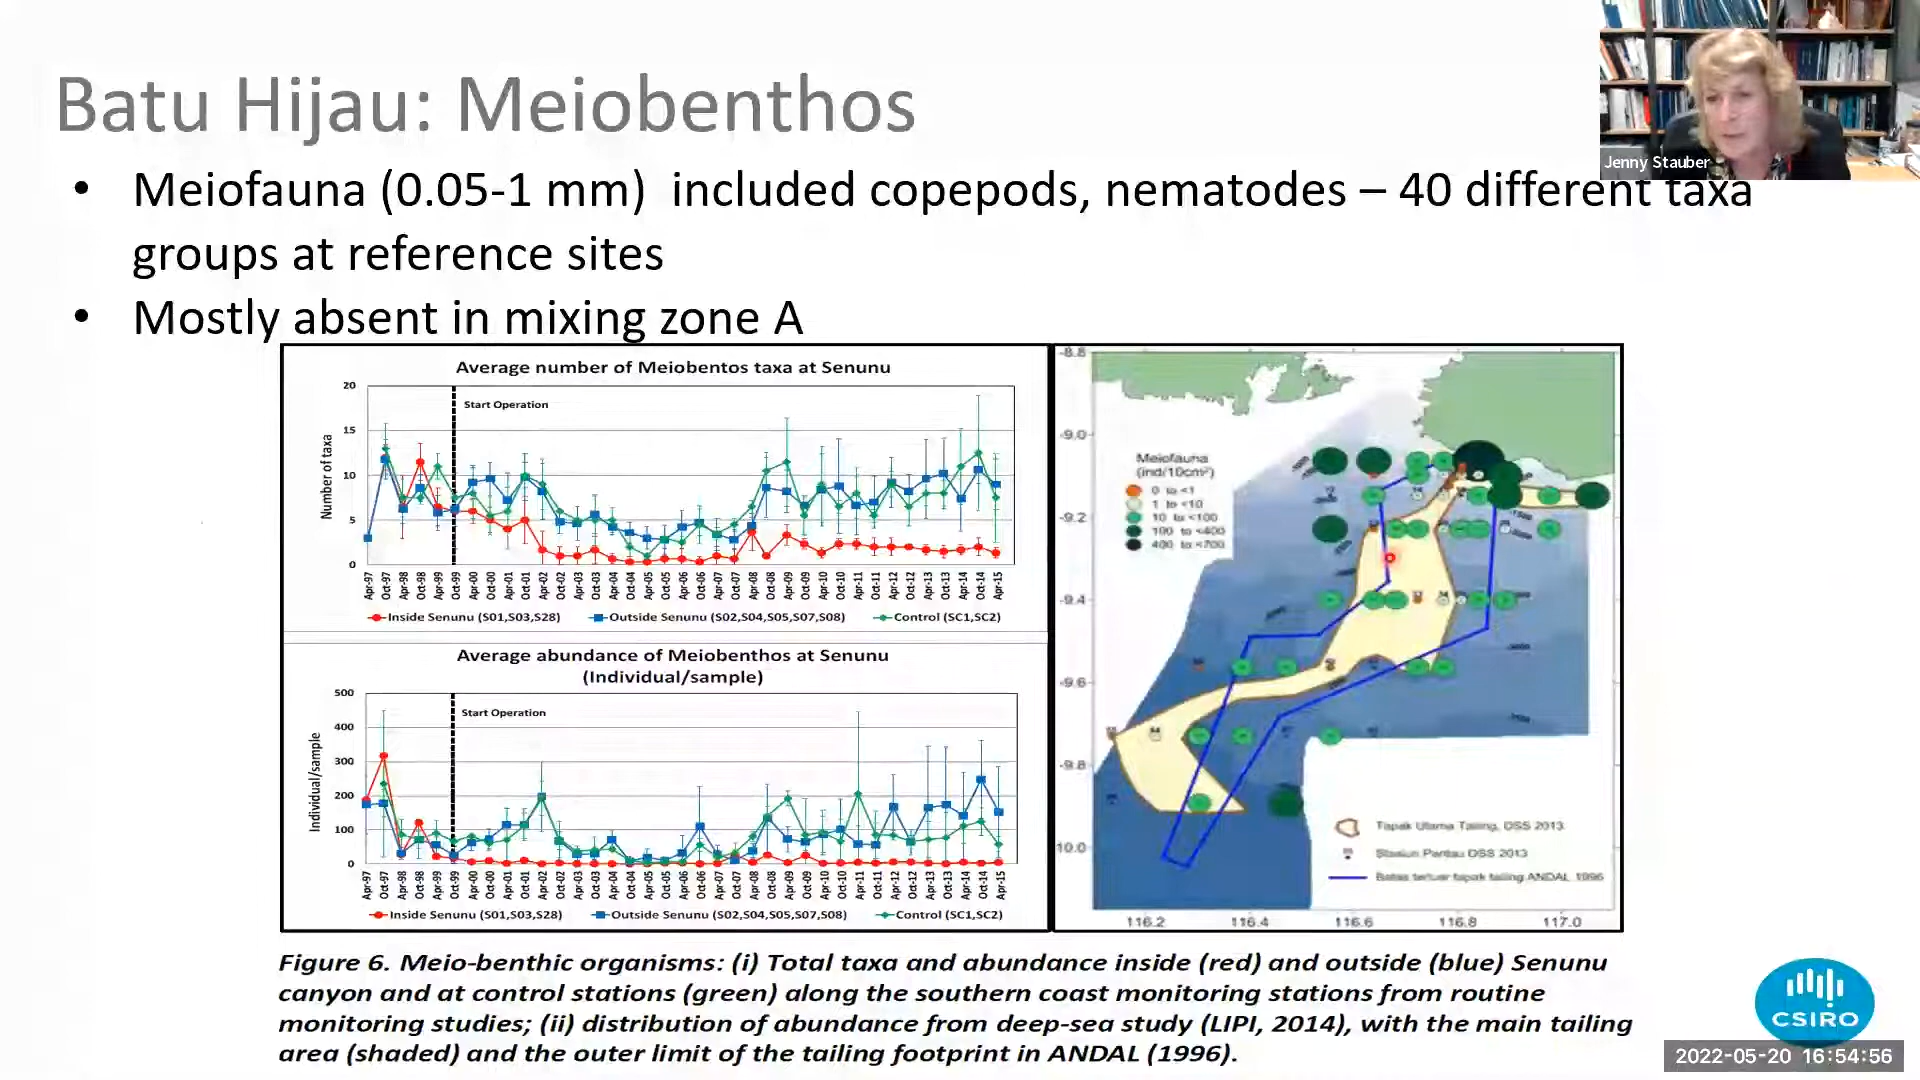 Batu Hijau: Meiobenthos
Jenny Stauber
• Meiofauna (0.05-1 mm) included copepods, nematodes – 40 different taxa
groups at reference sites
• Mostly absent in mixing zone A
Average number of Meiobentos taxa at Senunu
Number of taxa
20
15
10
5
0
Start Operation
Apr-97 Oct-97 Apr-98 Oct-98 Apr-99 Oct-99 Apr-00 Oct-00 Apr-01 Oct-01 Apr-02 Oct-02 Apr-03 Oct-03 Apr-04 Oct-04 Apr-05 Oct-05 Apr-06 Oct-06 Apr-07 Oct-07 Apr-08 Oct-08 Apr-09 Oct-09 Apr-10 Oct-10 Apr-11 Oct-11 Apr-12 Oct-12 Apr-13 Oct-13 Apr-14 Oct-14 Apr-15
Inside Senunu (S01,S03,S28) Outside Senunu (S02,S04,S05,S07,S08) Control (SC1,SC2)
Average abundance of Meiobenthos at Senunu
(Individual/sample)
Individual/sample
500
400
300
200
100
0
Start Operation
Apr-97 Oct-97 Apr-98 Oct-98 Apr-99 Oct-99 Apr-00 Oct-00 Apr-01 Oct-01 Apr-02 Oct-02 Apr-03 Oct-03 Apr-04 Oct-04 Apr-05 Oct-05 Apr-06 Oct-06 Apr-07 Oct-07 Apr-08 Oct-08 Apr-09 Oct-09 Apr-10 Oct-10 Apr-11 Oct-11 Apr-12 Oct-12 Apr-13 Oct-13 Apr-14 Oct-14 Apr-15
Inside Senunu (S01,S03,S28) Outside Senunu (S02,S04,S05,S07,S08) Control (SC1,SC2)
-8.8
-9.0
-9.2
-9.4
-9.6
-9.8
10.0
Meiofauna
(ind/10cm²)
0 to <1
1 to <10
10 to <100
100 to <400
400 to <700
Tapak Utama Tailing, DSS 2013
Stasiun Pantau DSS 2013
Batas terluar tapak tailing ANDAL 1996
116.2 116.4 116.6 116.8 117.0
Figure 6. Meio-benthic organisms: (i) Total taxa and abundance inside (red) and outside (blue) Senunu
canyon and at control stations (green) along the southern coast monitoring stations from routine
monitoring studies; (ii) distribution of abundance from deep-sea study (LIPI, 2014), with the main tailing
area (shaded) and the outer limit of the tailing footprint in ANDAL (1996).
CSIRO
2022-05-20 16:54:56